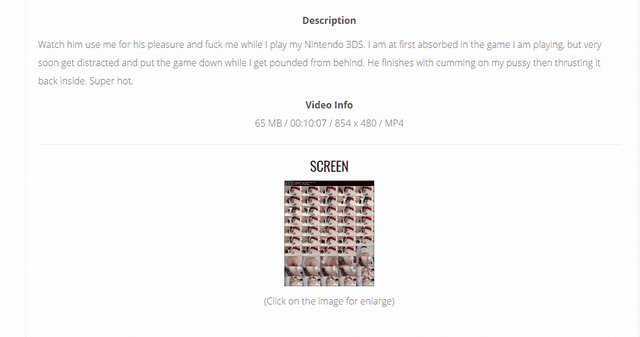 Description
Watch him use me for his pleasure and fuck me while I play my Nintendo 3DS. I am at first absorbed in the game I am playing, but very
soon get distracted and put the game down while I get pounded from behind. He finishes with cumming on my pussy then thrusting it
back inside. Super hot.
Video Info
65 MB / 00:10:07 / 854 x 480 / MP4
SCREEN
(Click on the image for enlarge)